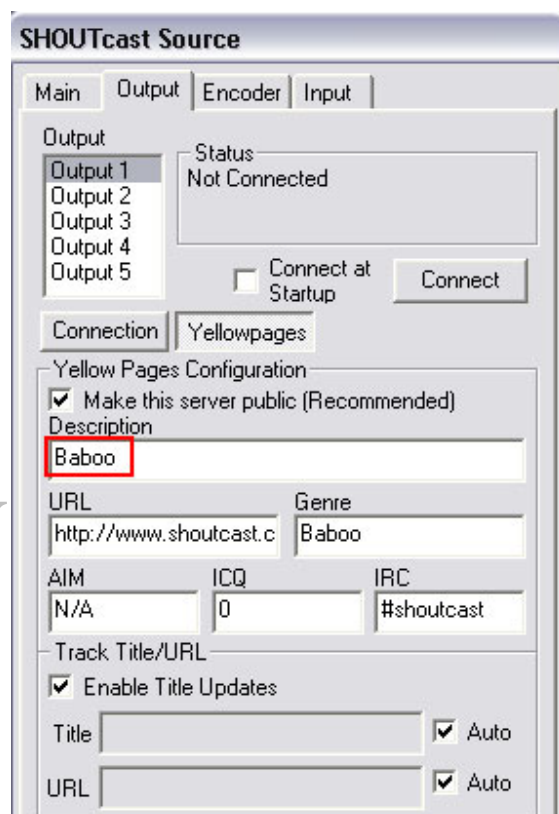 SHOUTcast Source
Main Output Encoder Input
Output
Status
Output 1
Not Connected
Output 2
Output 3
Output 4
Output 5
Connect at
Startup
Connect
Connection Yellowpages
Yellow Pages Configuration
Make this server public (Recommended)
Description
Baboo
URL Genre
http://www.shoutcast.c Baboo
AIM ICQ IRC
N/A 0 #shoutcast
Track Title/URL
Enable Title Updates
Title Auto
URL Auto